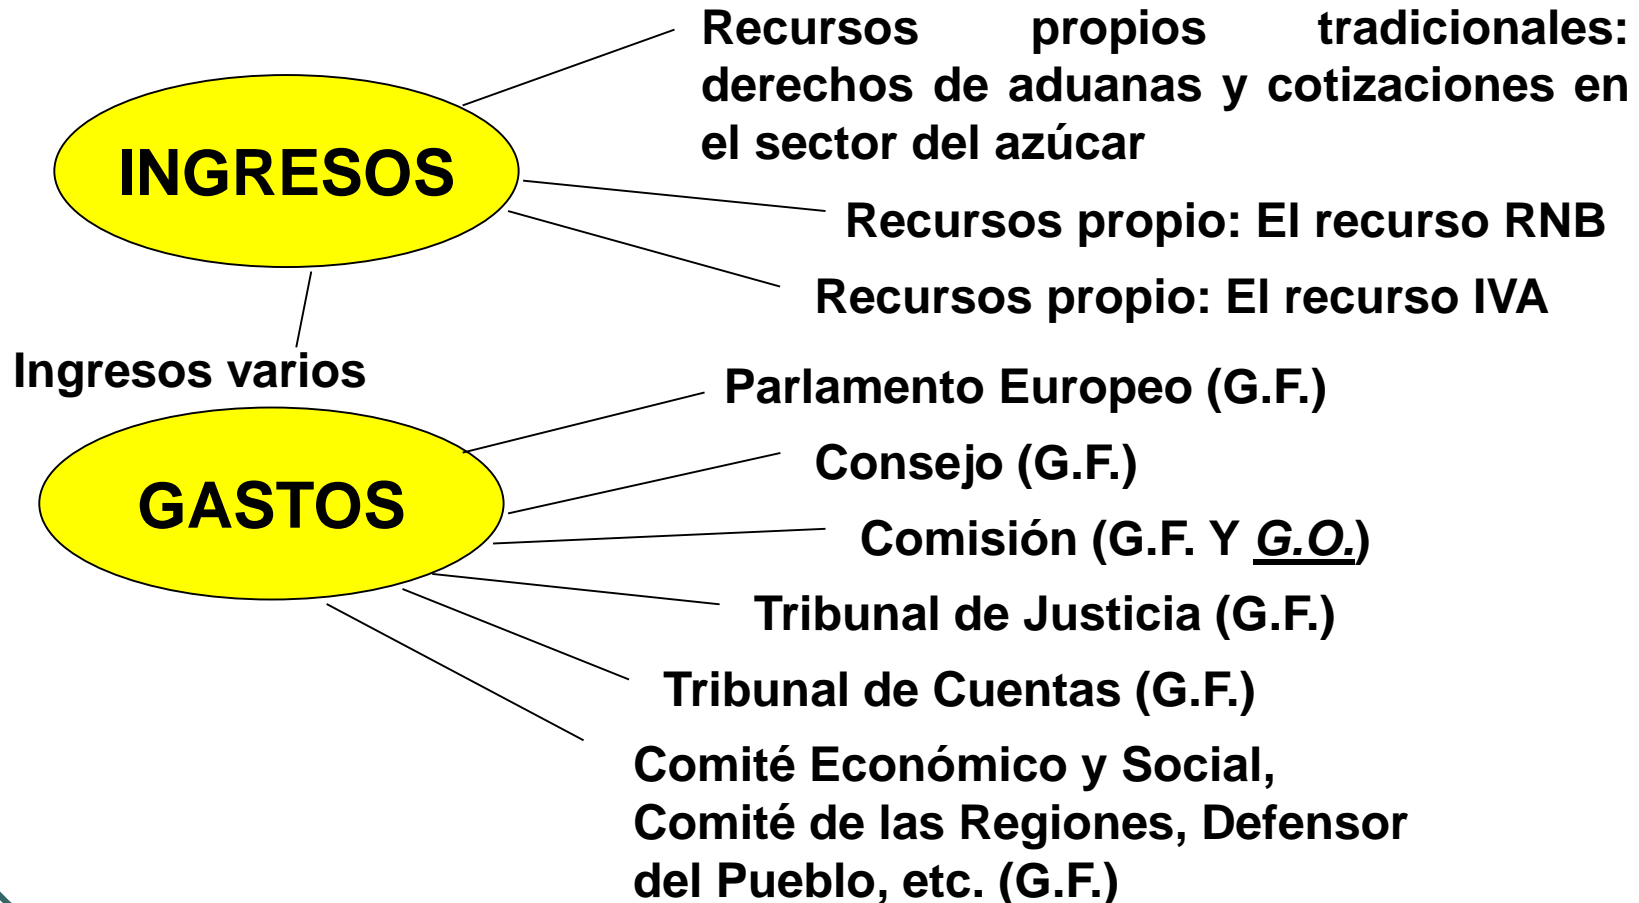 Recursos propios tradicionales:
derechos de aduanas y cotizaciones en
el sector del azúcar
INGRESOS
Recursos propio: El recurso RNB
Recursos propio: El recurso IVA
Ingresos varios
Parlamento Europeo (G.F.)
Consejo (G.F.)
GASTOS
Comisión (G.F. Y G.O.)
Tribunal de Justicia (G.F.)
Tribunal de Cuentas (G.F.)
Comité Económico y Social,
Comité de las Regiones, Defensor
del Pueblo, etc. (G.F.)